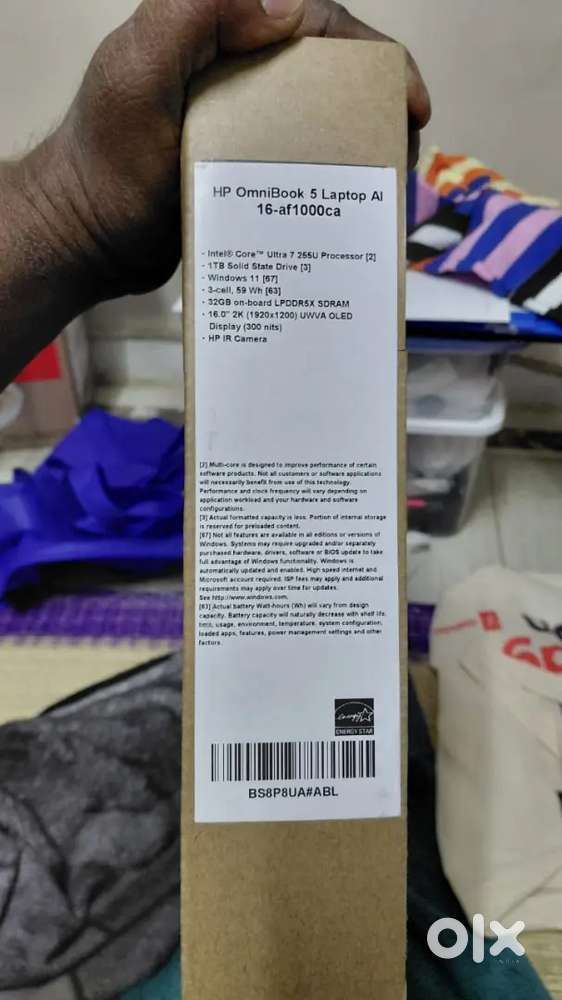 HP OmniBook 5 Laptop AI
16-af1000ca
- Intel® Core™ Ultra 7 255U Processor [2]
- 1TB Solid State Drive [3]
- Windows 11 [67]
- 3-cell, 59 Wh [63]
- 32GB on-board LPDDR5X SDRAM
- 16.0" 2K (1920x1200) UWVA OLED
Display (300 nits)
- HP IR Camera
[2] Multi-core is designed to improve performance of certain
software products. Not all customers or software applications
will necessarily benefit from use of this technology.
Performance and clock frequency will vary depending on
application workload and your hardware and software
configurations.
[3] Actual formatted capacity is less. Portion of internal storage
is reserved for preloaded content.
[67] Not all features are available in all editions or versions of
Windows. Systems may require upgraded and/or separately
purchased hardware, drivers, software or BIOS update to take
full advantage of Windows functionality. Windows is
automatically updated and enabled. High speed internet and
Microsoft account required. ISP fees may apply and additional
requirements may apply over time for updates.
See http://www.windows.com.
[63] Actual battery Watt-hours (Wh) will vary from design
capacity. Battery capacity will naturally decrease with shelf life,
time, usage, environment, temperature, system configuration,
loaded apps, features, power management settings and other
factors.
energy
ENERGY STAR
BS8P8UA#ABL
olx
INDIA